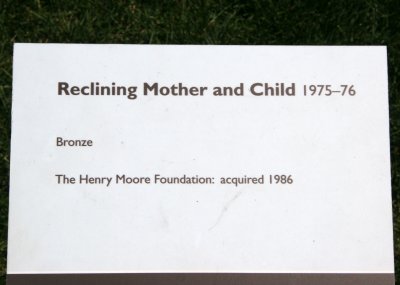 Reclining Mother and Child 1975–76
Bronze
The Henry Moore Foundation: acquired 1986